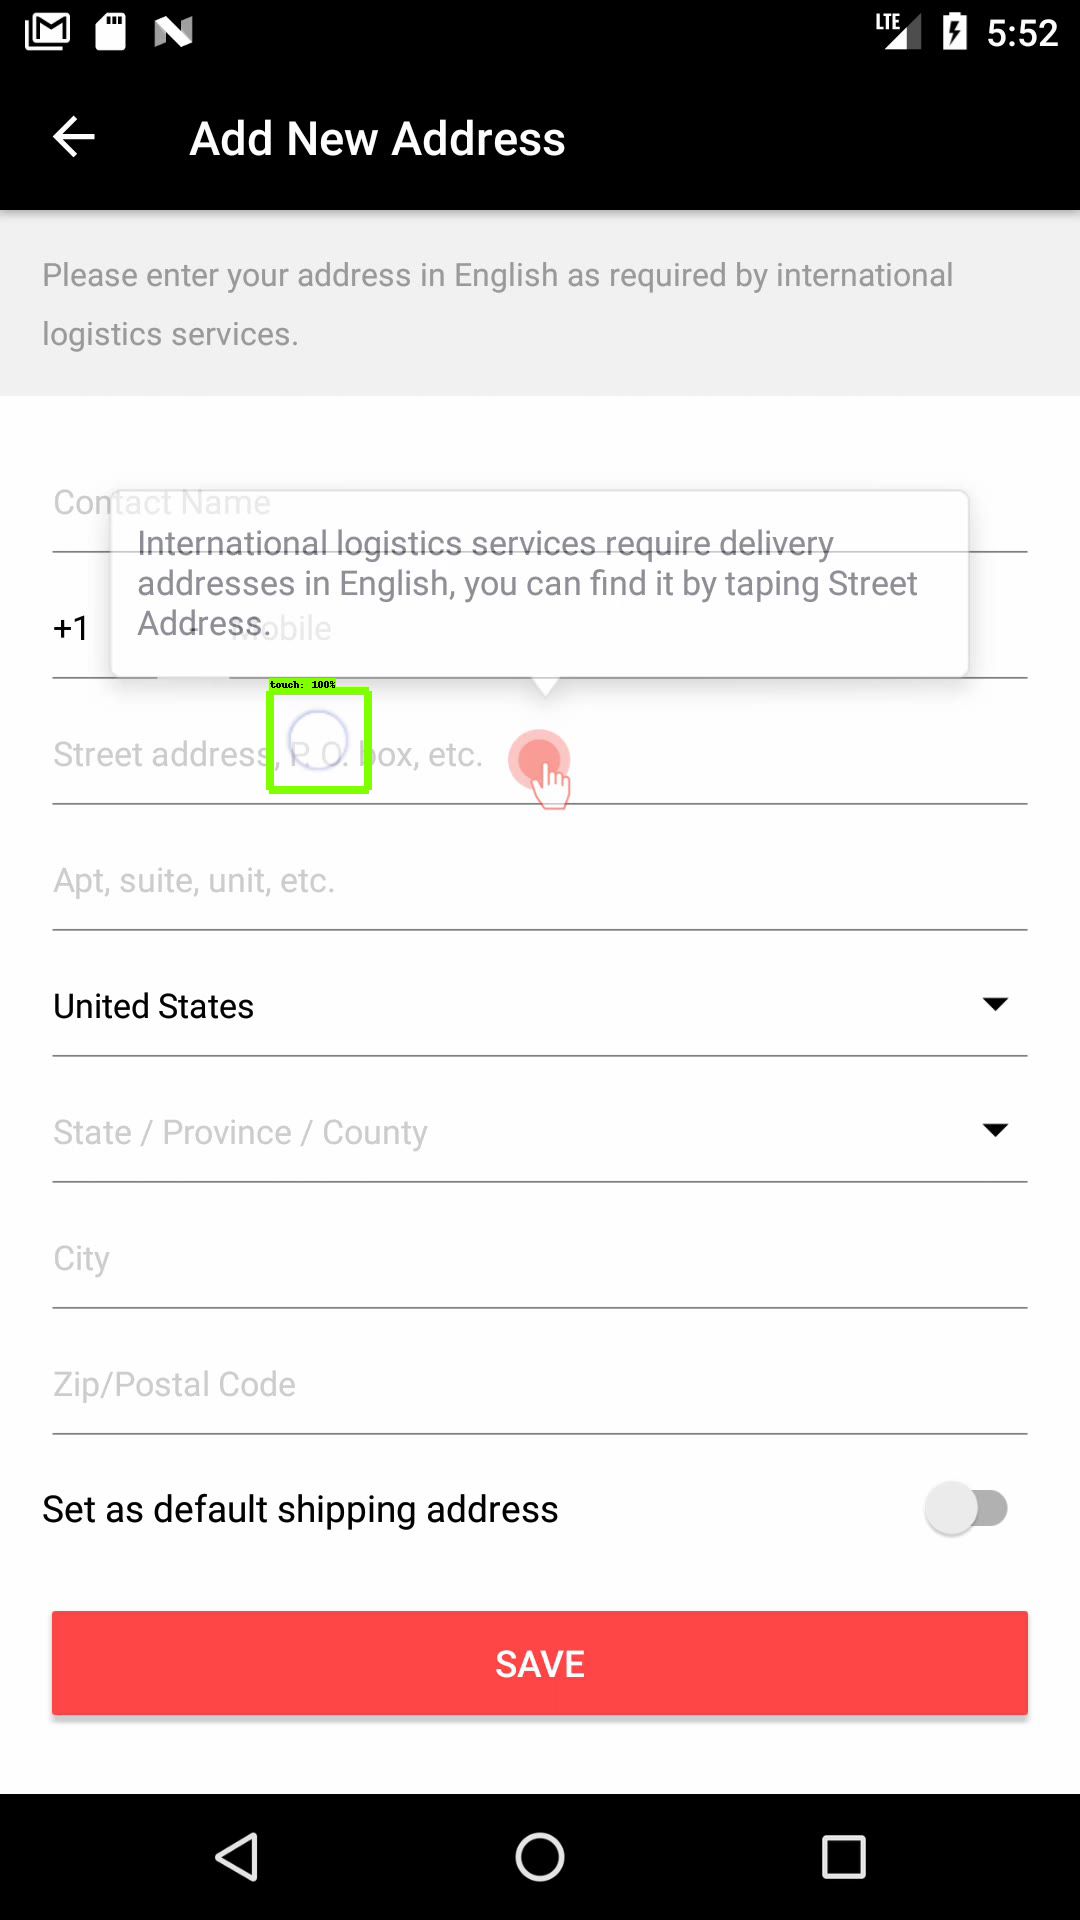 LTE 5:52
Add New Address
Please enter your address in English as required by international
logistics services.
Contact Name
International logistics services require delivery
addresses in English, you can find it by taping Street
Address.
+1 - Mobile
touch: 100%
Street address, P. O. box, etc.
Apt, suite, unit, etc.
United States
State / Province / County
City
Zip/Postal Code
Set as default shipping address
SAVE